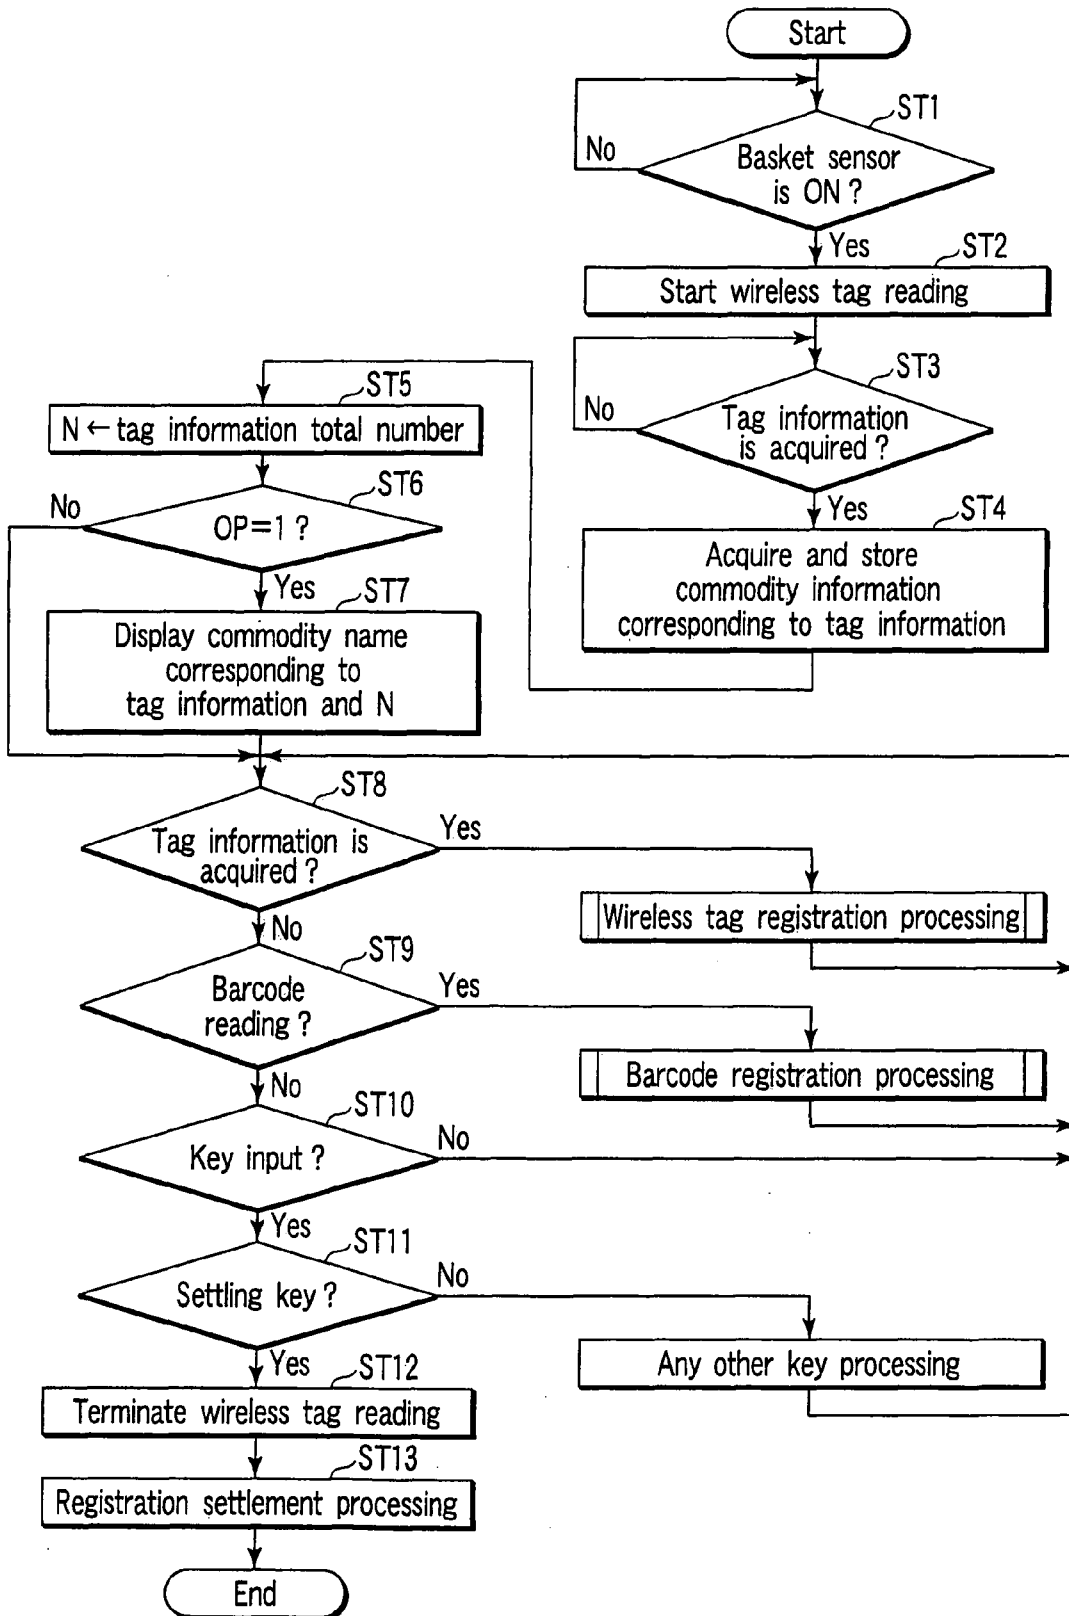 Start
ST1
No
Basket sensor
is ON ?
Yes
ST2
Start wireless tag reading
ST3
No
Tag information
is acquired ?
Yes
ST4
Acquire and store
commodity information
corresponding to tag information
ST5
N ← tag information total number
ST6
No
OP=1 ?
Yes
ST7
Display commodity name
corresponding to
tag information and N
ST8
Tag information is
acquired ?
Yes
Wireless tag registration processing
No
ST9
Barcode
reading ?
Yes
Barcode registration processing
No
ST10
Key input ?
No
Yes
ST11
Settling key ?
No
Any other key processing
Yes
ST12
Terminate wireless tag reading
ST13
Registration settlement processing
End